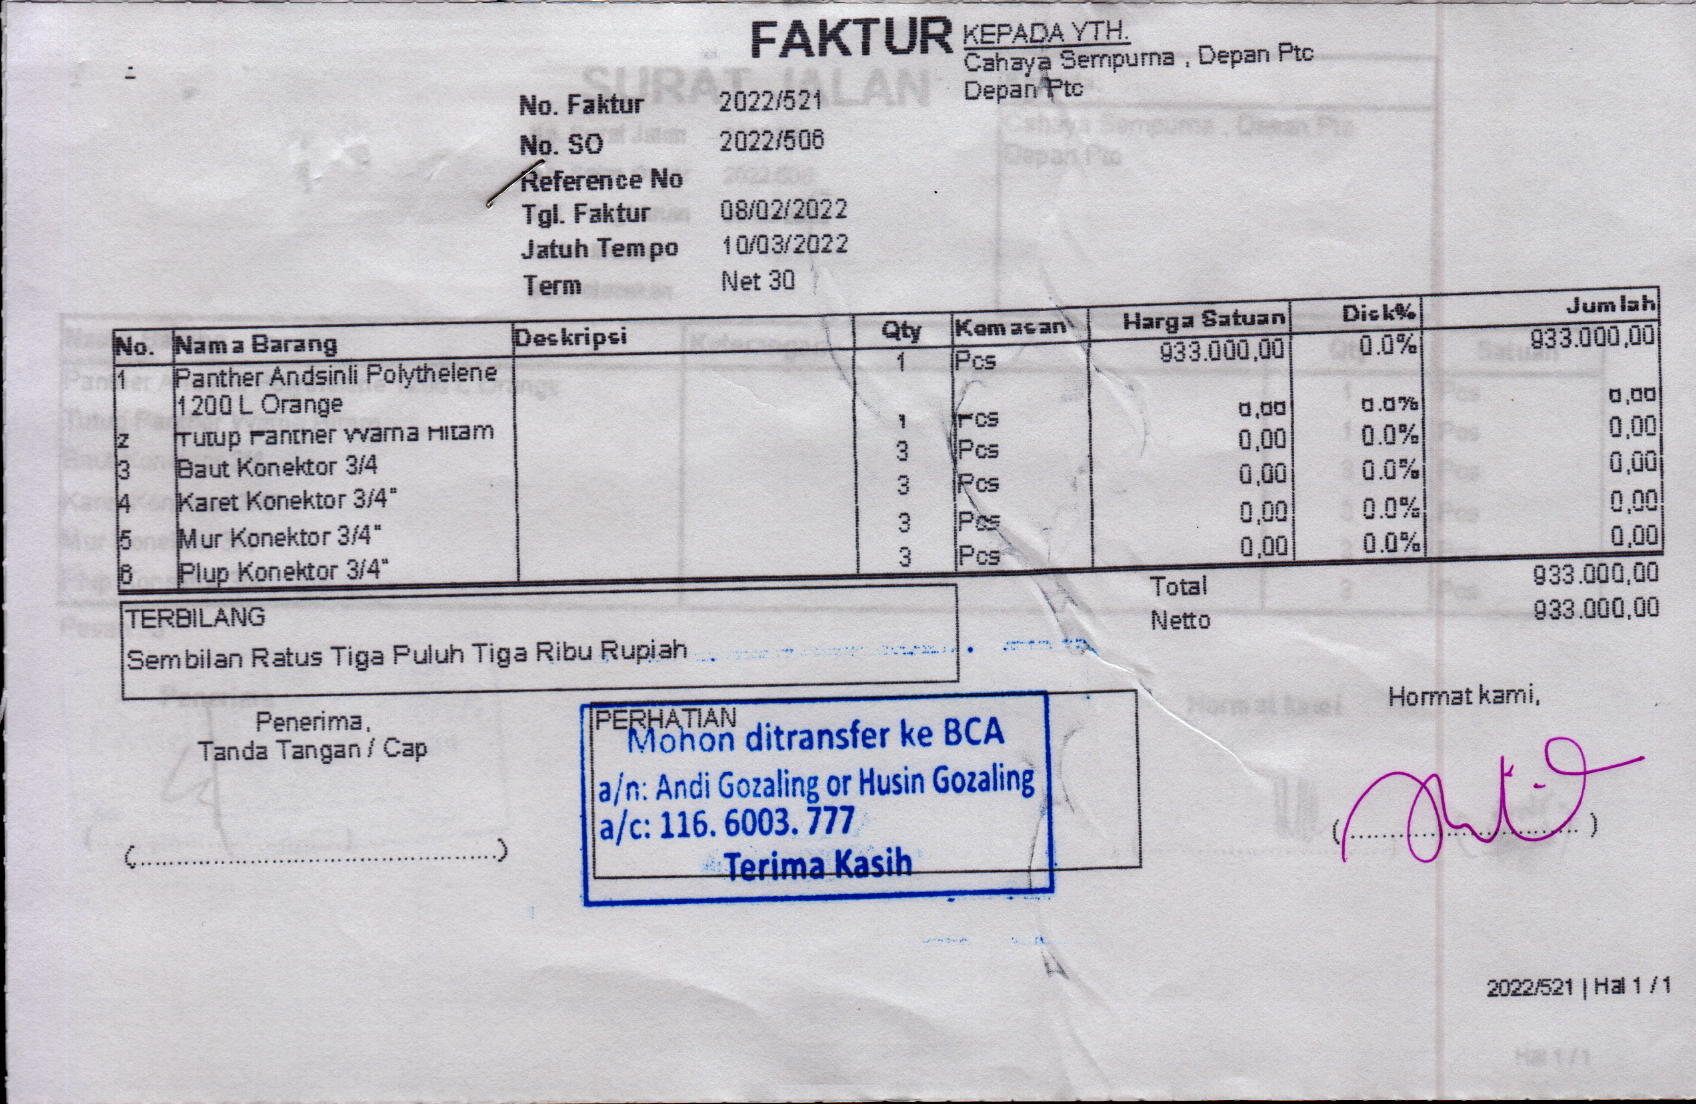 FAKTUR
KEPADA YTH.
Cahaya Sempurna , Depan Ptc
Depan Ptc
No. Faktur 2022/521
No. SO 2022/506
Reference No
Tgl. Faktur 08/02/2022
Jatuh Tempo 10/03/2022
Term Net 30
No. Nama Barang Deskripsi Qty Kemasan Harga Satuan Disk% Jumlah
1 Panther Andsinli Polythelene 1 Pcs 933.000,00 0.0% 933.000,00
1200 L Orange
2 Tutup Panther Warna Hitam 1 Pcs 0,00 0.0% 0,00
3 Baut Konektor 3/4 3 Pcs 0,00 0.0% 0,00
4 Karet Konektor 3/4" 3 Pcs 0,00 0.0% 0,00
5 Mur Konektor 3/4" 3 Pcs 0,00 0.0% 0,00
6 Plup Konektor 3/4" 3 Pcs 0,00 0.0% 0,00
Total 933.000,00
Netto 933.000,00
TERBILANG
Sembilan Ratus Tiga Puluh Tiga Ribu Rupiah
Penerima,
Tanda Tangan / Cap
(..........................................)
PERHATIAN
Mohon ditransfer ke BCA
a/n: Andi Gozaling or Husin Gozaling
a/c: 116. 6003. 777
Terima Kasih
Hormat kami,
(..............................)
2022/521 | Hal 1 / 1